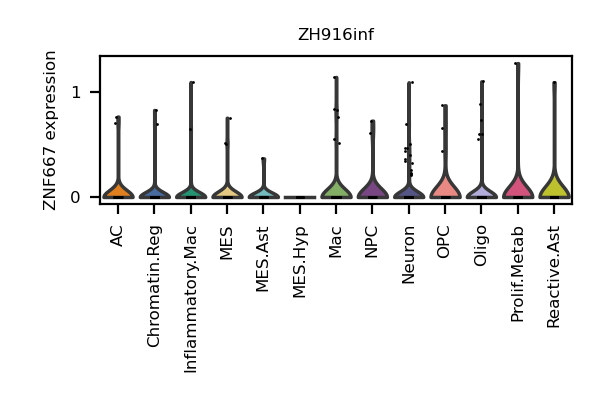 ZH916inf
ZNF667 expression
1
0
AC
Chromatin.Reg
Inflammatory.Mac
MES
MES.Ast
MES.Hyp
Mac
NPC
Neuron
OPC
Oligo
Prolif.Metab
Reactive.Ast